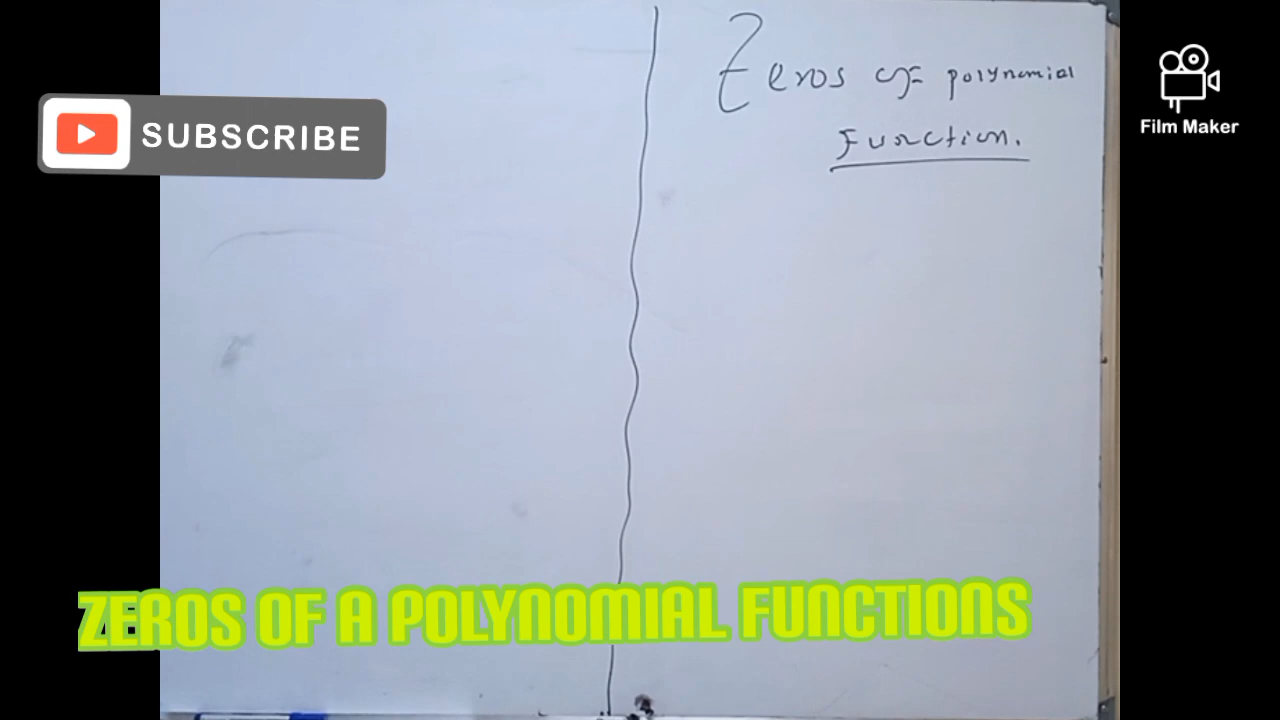 Zeros of polynomial
Function.
SUBSCRIBE
Film Maker
ZEROS OF A POLYNOMIAL FUNCTIONS